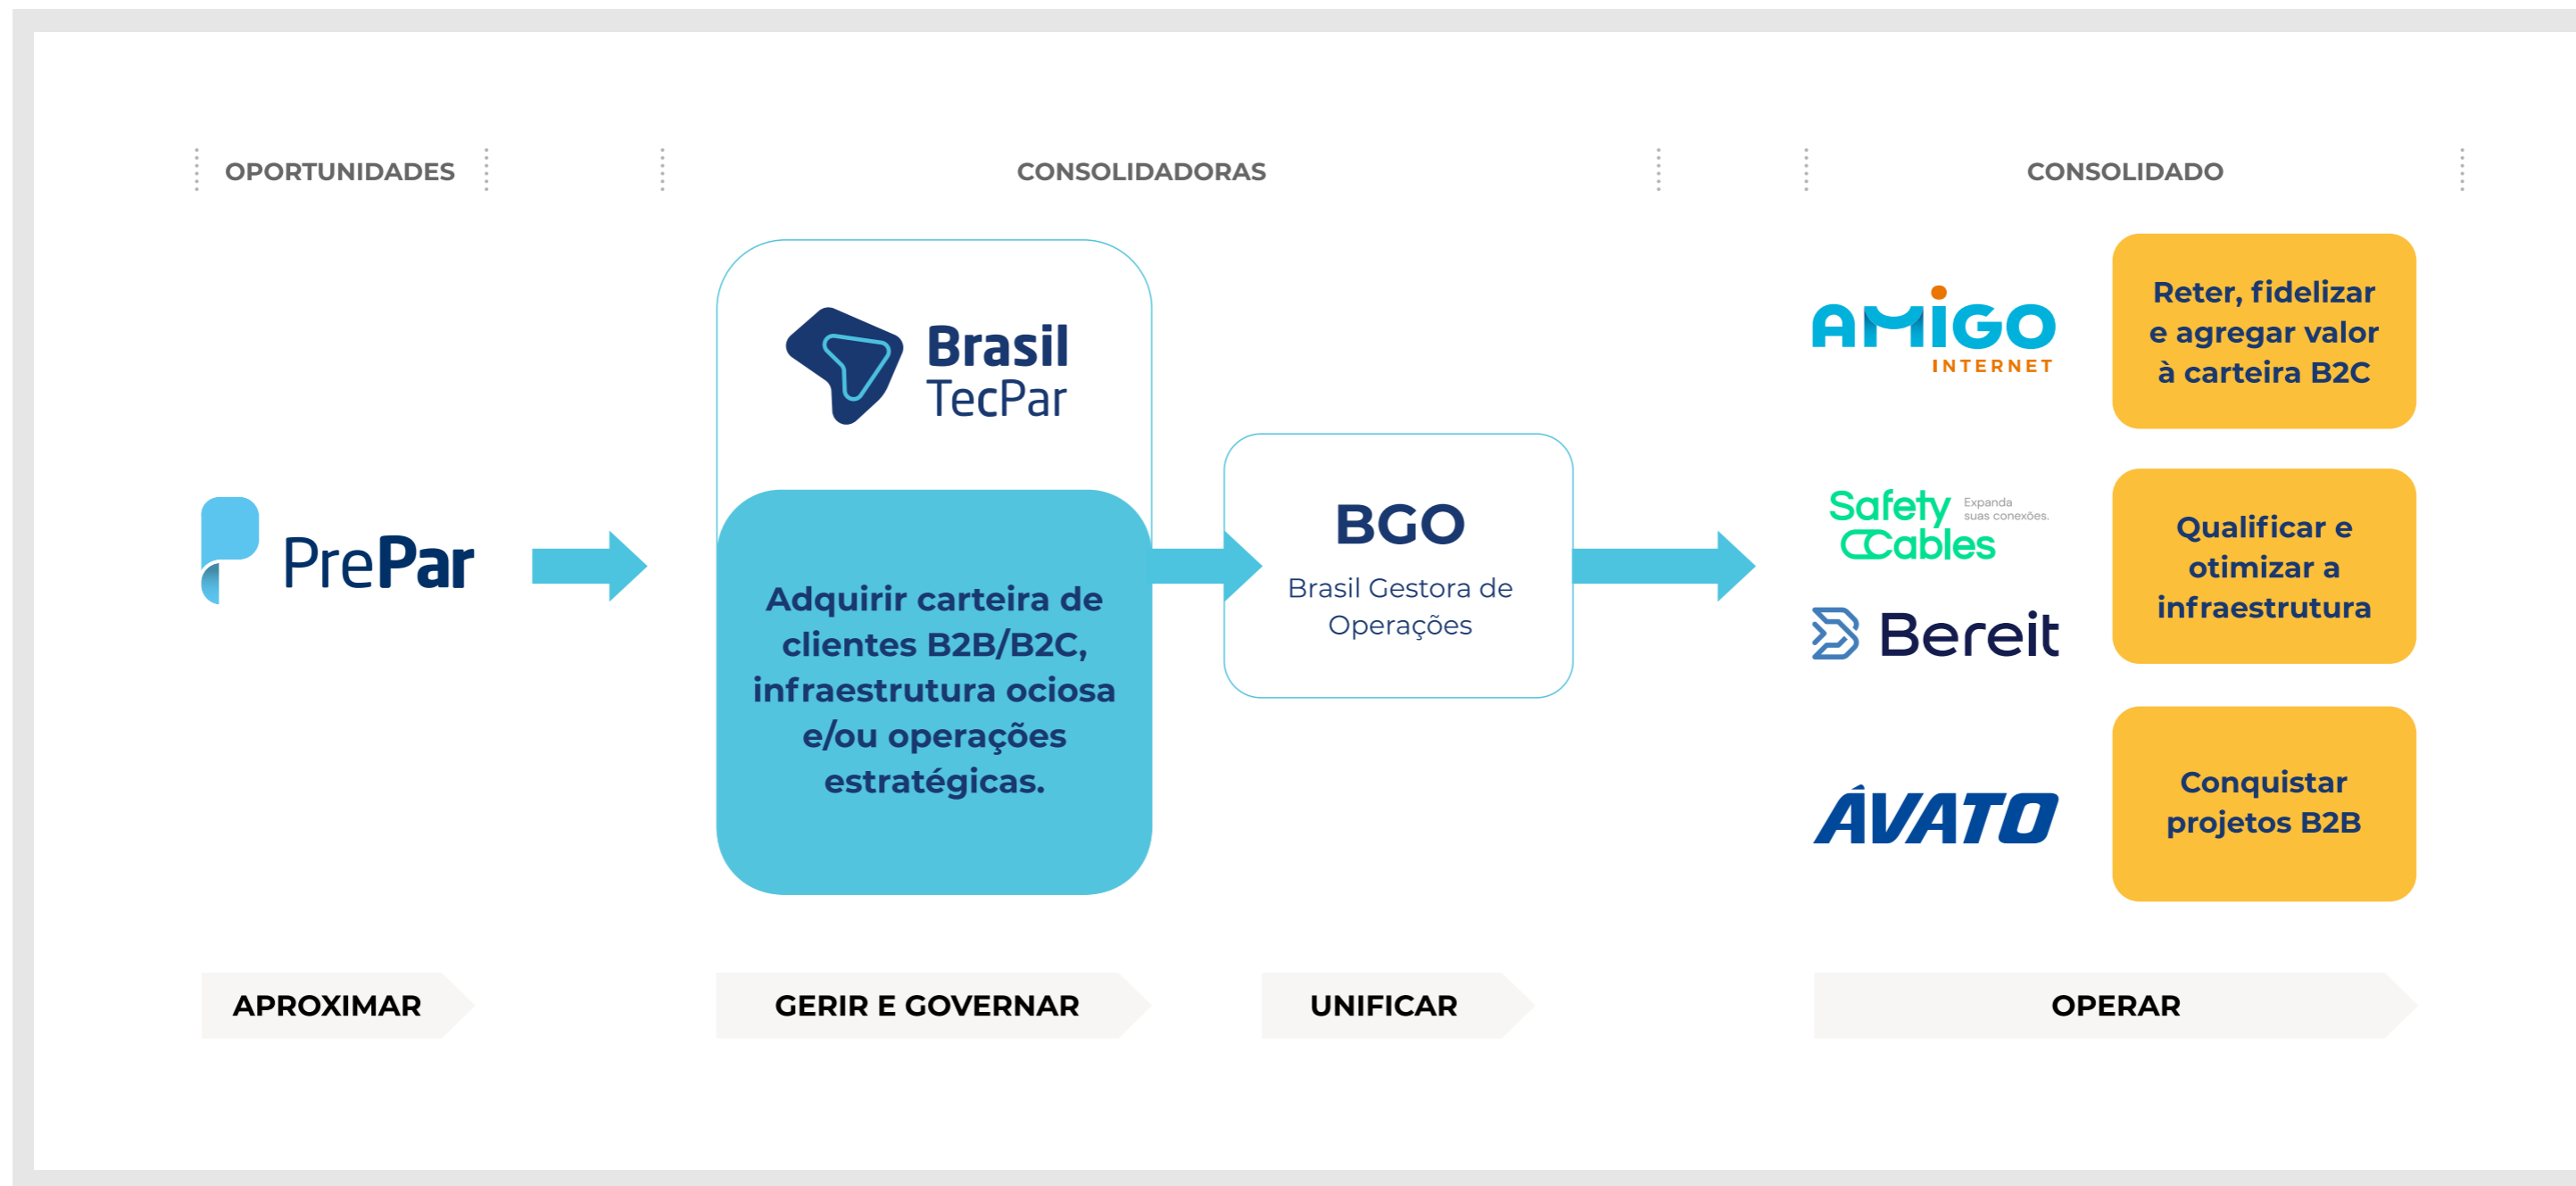 OPORTUNIDADES
CONSOLIDADORAS
CONSOLIDADO
PrePar
Brasil
TecPar
Adquirir carteira de
clientes B2B/B2C,
infraestrutura ociosa
e/ou operações
estratégicas.
BGO
Brasil Gestora de
Operações
AMiGO
INTERNET
Reter, fidelizar
e agregar valor
à carteira B2C
Safety
Cables
Expanda
suas conexões.
Bereit
Qualificar e
otimizar a
infraestrutura
ÁVATO
Conquistar
projetos B2B
APROXIMAR
GERIR E GOVERNAR
UNIFICAR
OPERAR